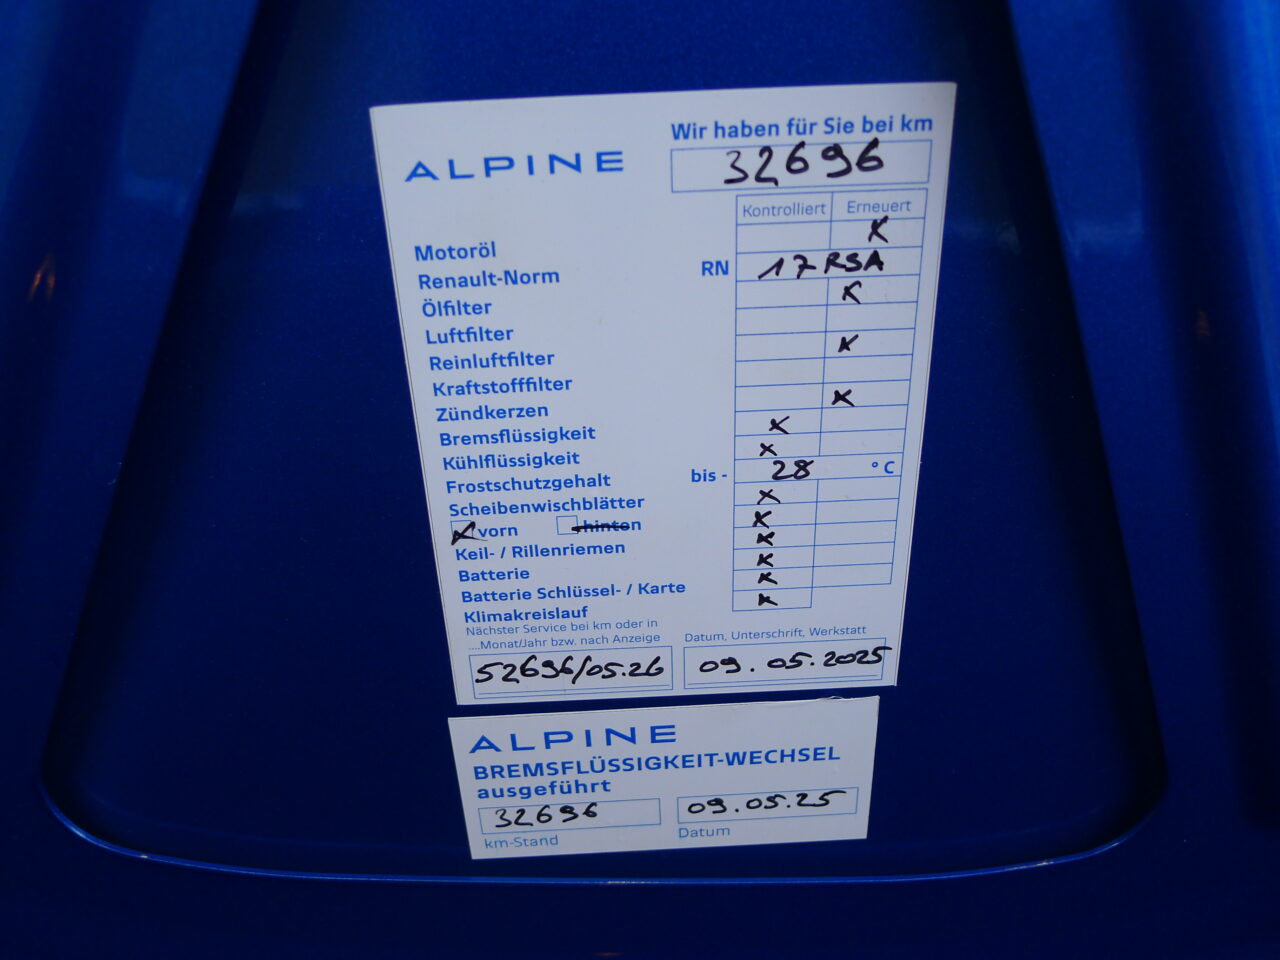 Wir haben für Sie bei km
ALPINE 32696
Kontrolliert Erneuert
Motoröl x
Renault-Norm RN 17 RSA
Ölfilter x
Luftfilter
Reinluftfilter x
Kraftstofffilter
Zündkerzen x
Bremsflüssigkeit x
Kühlflüssigkeit x
Frostschutzgehalt bis - 28 °C
Scheibenwischblätter x
x vorn hinten x
Keil- / Rillenriemen x
Batterie x
Batterie Schlüssel- / Karte x
Klimakreislauf x
Nächster Service bei km oder in
....Monat/Jahr bzw. nach Anzeige
Datum, Unterschrift, Werkstatt
52696/05.26 09.05.2025
ALPINE
BREMSFLÜSSIGKEIT-WECHSEL
ausgeführt
32696 09.05.25
km-Stand Datum